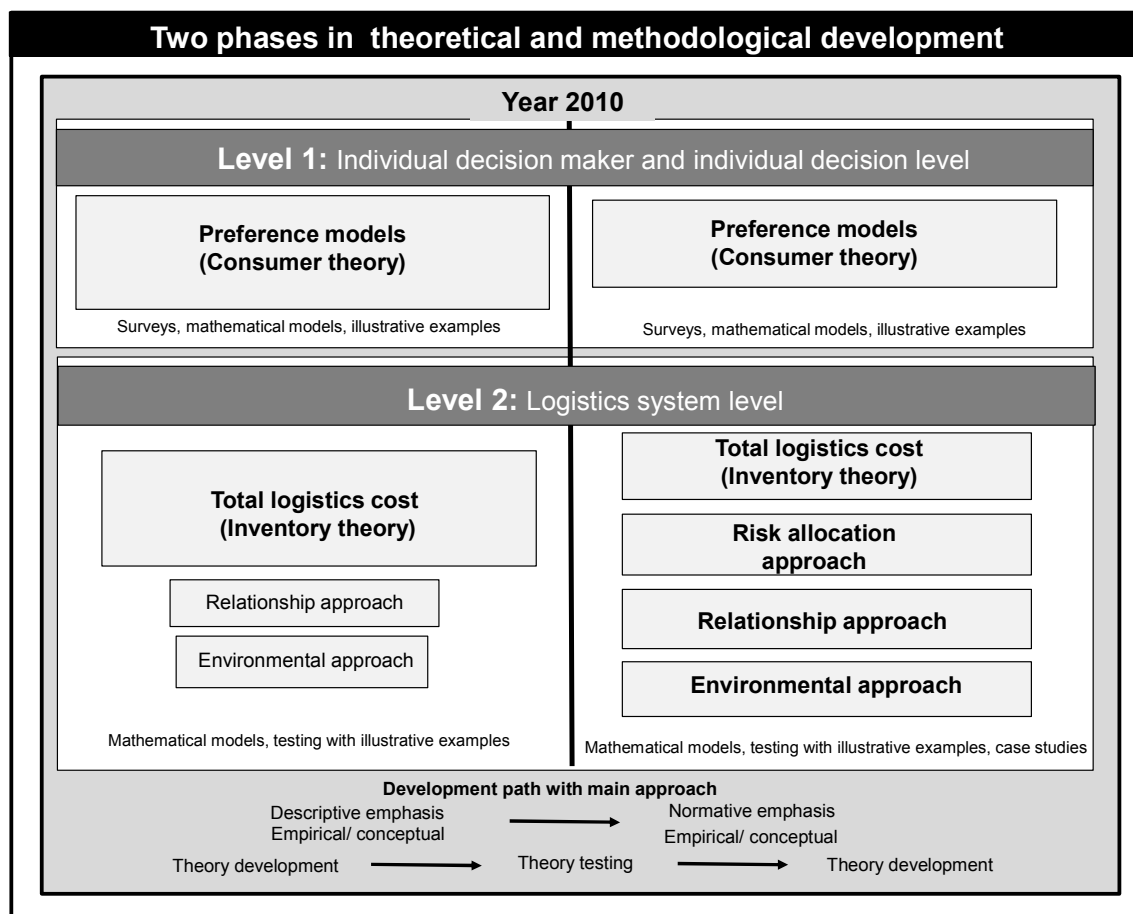 Two phases in theoretical and methodological development
Year 2010
Level 1: Individual decision maker and individual decision level
Preference models
(Consumer theory)
Surveys, mathematical models, illustrative examples
Preference models
(Consumer theory)
Surveys, mathematical models, illustrative examples
Level 2: Logistics system level
Total logistics cost
(Inventory theory)
Relationship approach
Environmental approach
Mathematical models, testing with illustrative examples
Total logistics cost
(Inventory theory)
Risk allocation
approach
Relationship approach
Environmental approach
Mathematical models, testing with illustrative examples, case studies
Development path with main approach
Descriptive emphasis
Empirical/ conceptual
Normative emphasis
Empirical/ conceptual
Theory development
Theory testing
Theory development